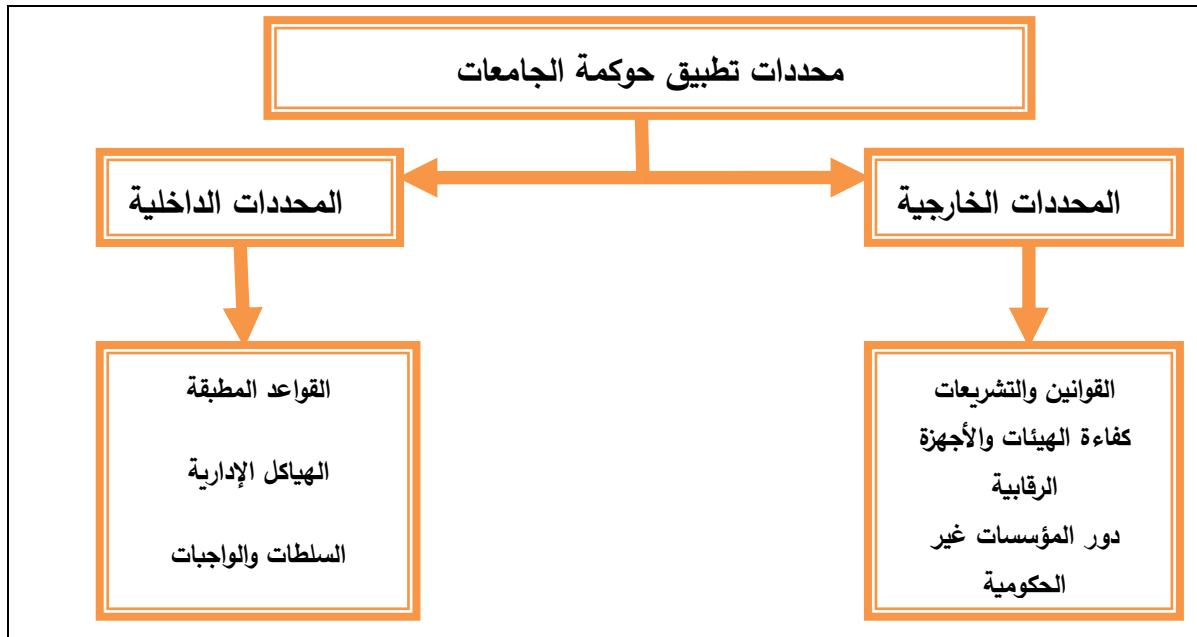 محددات تطبيق حوكمة الجامعات
المحددات الخارجية
المحددات الداخلية
القوانين والتشريعات
كفاءة الهيئات والأجهزة
الرقابية
دور المؤسسات غير
الحكومية
القواعد المطبقة
الهياكل الإدارية
السلطات والواجبات